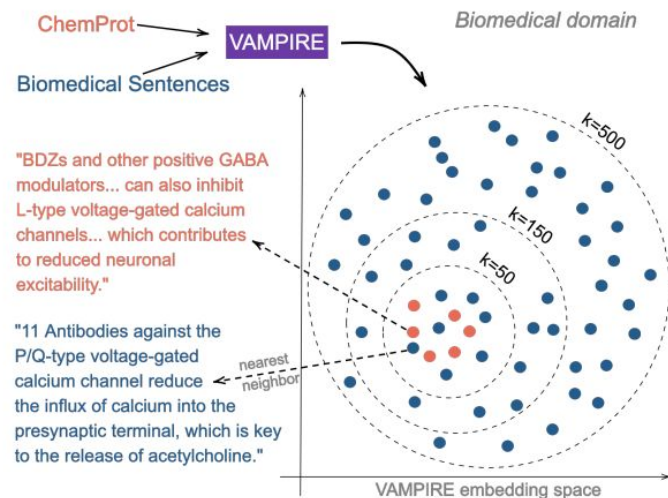 ChemProt
Biomedical domain
VAMPIRE
Biomedical Sentences
k=500
"BDZs and other positive GABA
modulators... can also inhibit
L-type voltage-gated calcium
channels... which contributes
to reduced neuronal
excitability."
k=150
k=50
"11 Antibodies against the
P/Q-type voltage-gated
calcium channel reduce
the influx of calcium into the
presynaptic terminal, which is key
to the release of acetylcholine."
nearest
neighbor
VAMPIRE embedding space